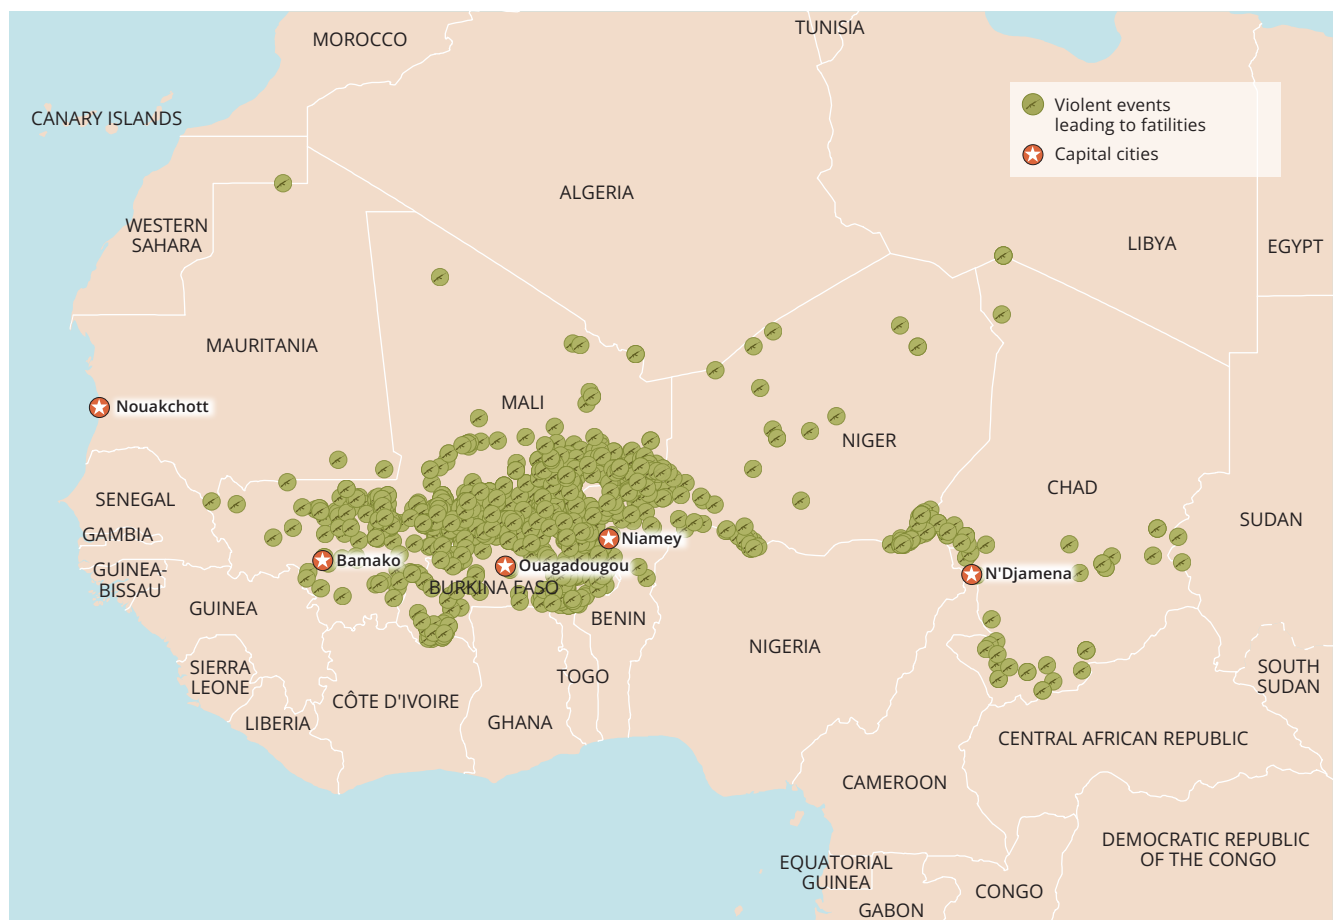 MOROCCO
TUNISIA
CANARY ISLANDS
Violent events
leading to fatilities
Capital cities
ALGERIA
WESTERN
SAHARA
LIBYA
EGYPT
MAURITANIA
Nouakchott
MALI
NIGER
CHAD
SENEGAL
SUDAN
GAMBIA
Niamey
Bamako
Ouagadougou
N'Djamena
GUINEA-
BISSAU
BURKINA FASO
GUINEA
BENIN
NIGERIA
SIERRA
LEONE
TOGO
SOUTH
SUDAN
CÔTE D'IVOIRE
LIBERIA
GHANA
CENTRAL AFRICAN REPUBLIC
CAMEROON
DEMOCRATIC REPUBLIC
OF THE CONGO
EQUATORIAL
GUINEA
CONGO
GABON